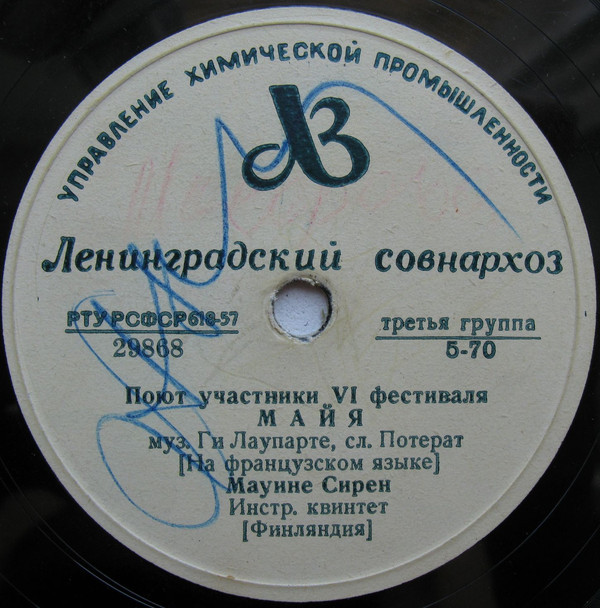 УПРАВЛЕНИЕ ХИМИЧЕСКОЙ ПРОМЫШЛЕННОСТИ
ЛЗ
Ленинградский совнархоз
РТУ РСФСР 618-57
29868
третья группа
5-70
Поют участники VI фестиваля
МАЙЯ
муз. Ги Лаупарте, сл. Потерат
[На французском языке]
Мауине Сирен
Инстр. квинтет
[Финляндия]